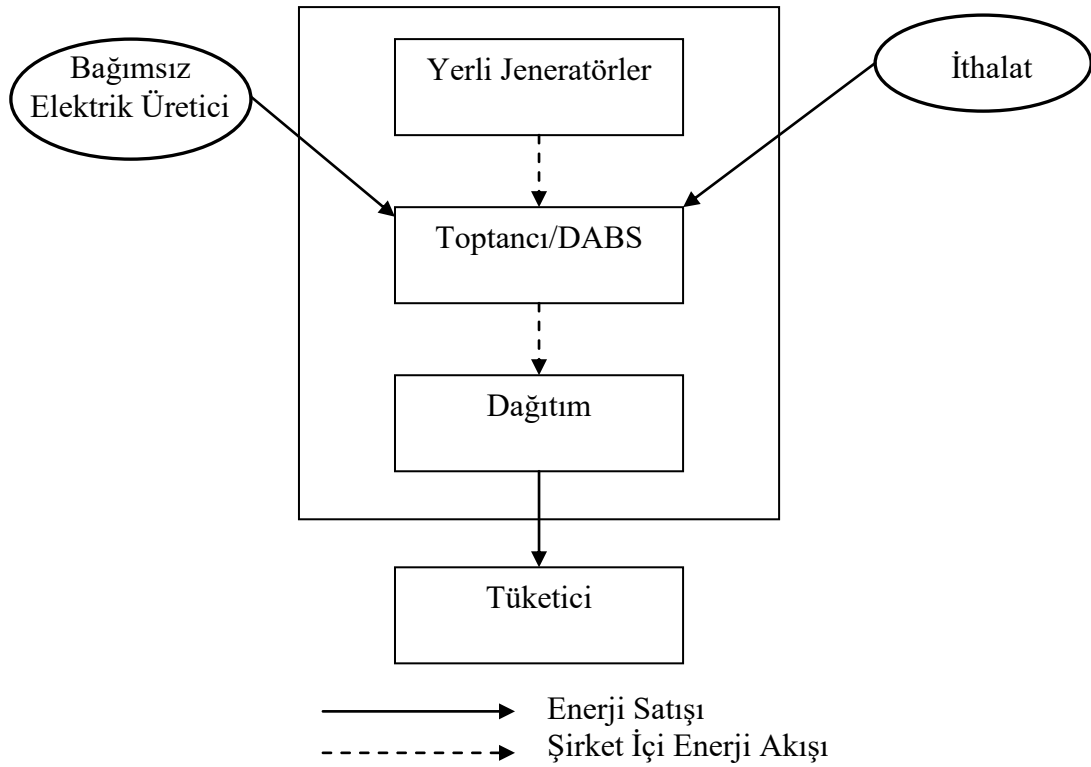 Bağımsız
Elektrik Üretici
Yerli Jeneratörler
İthalat
Toptancı/DABS
Dağıtım
Tüketici
Enerji Satışı
Şirket İçi Enerji Akışı